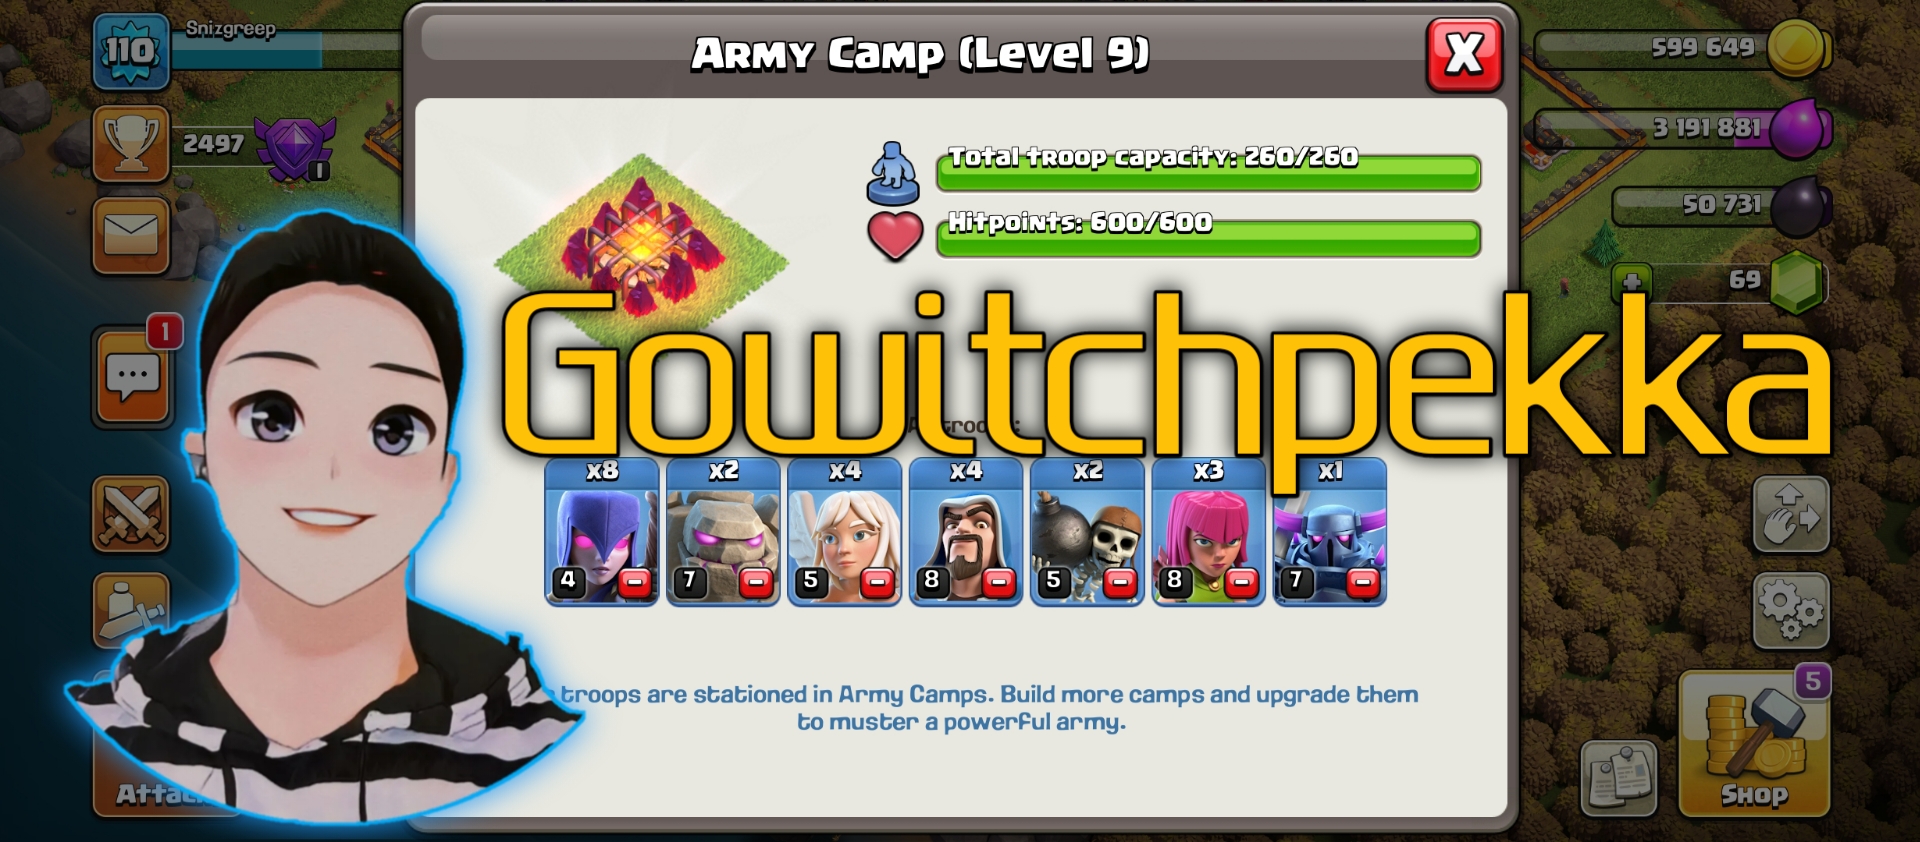 110
Snizgreep
Army Camp (Level 9)
X
599 649
2497
I
Total troop capacity: 260/260
3 191 881
Hitpoints: 600/600
50 731
69
1
Gowitchpekka
x8 x2 x4 x4 x2 x3 x1
4 7 5 8 5 8 7
troops are stationed in Army Camps. Build more camps and upgrade them
to muster a powerful army.
5
Shop